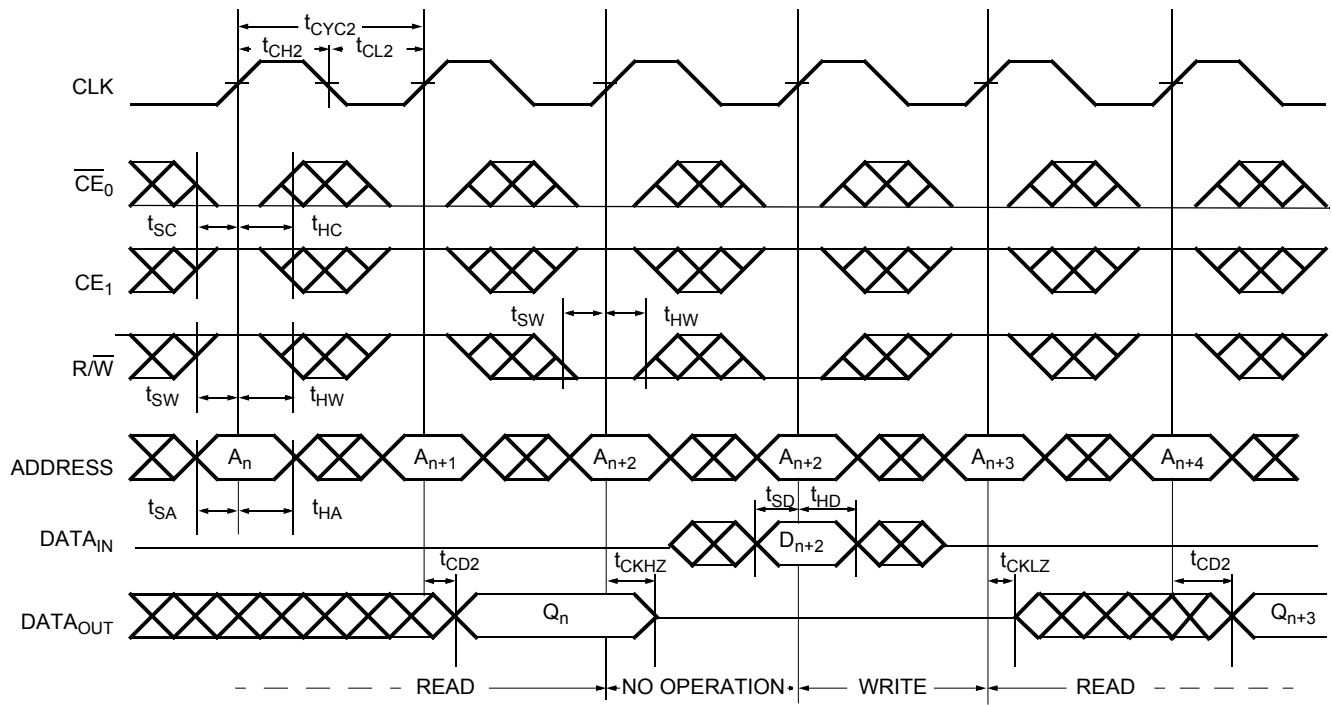 tCYC2
tCH2 tCL2
CLK
CE0
tSC tHC
CE1
tSW tHW
R/W
tSW tHW
ADDRESS An An+1 An+2 An+2 An+3 An+4
tSA tHA tSD tHD
DATAIN Dn+2
tCD2 tCKHZ tCKLZ tCD2
DATAOUT Qn Qn+3
READ NO OPERATION WRITE READ